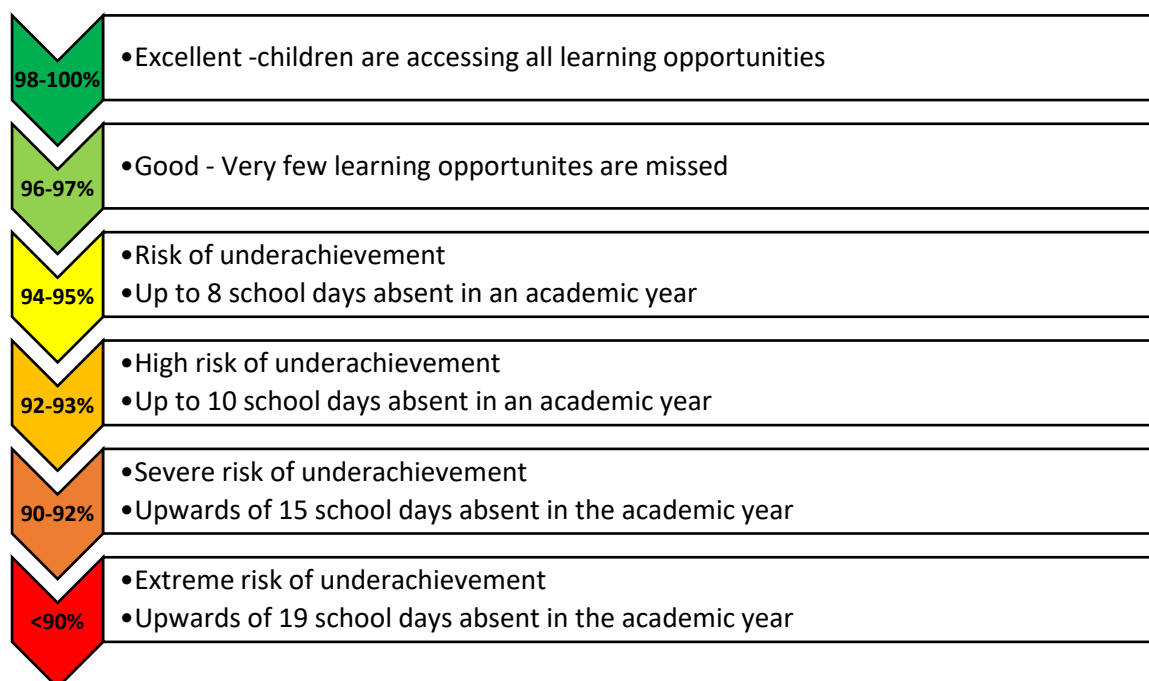 98-100%
•Excellent -children are accessing all learning opportunities
96-97%
•Good - Very few learning opportunites are missed
94-95%
•Risk of underachievement
•Up to 8 school days absent in an academic year
92-93%
•High risk of underachievement
•Up to 10 school days absent in an academic year
90-92%
•Severe risk of underachievement
•Upwards of 15 school days absent in the academic year
<90%
•Extreme risk of underachievement
•Upwards of 19 school days absent in the academic year